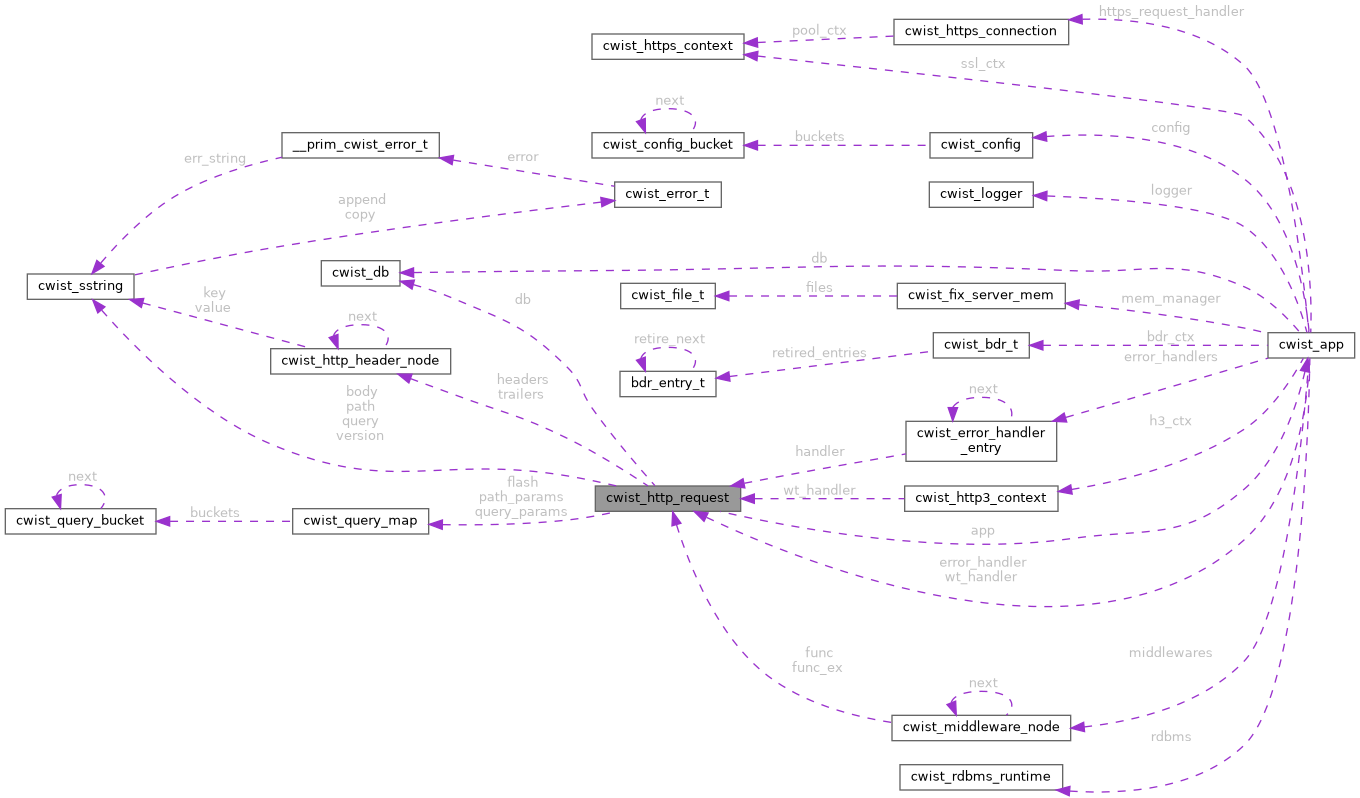 https_request_handler
cwist_https_connection
pool_ctx
cwist_https_context
ssl_ctx
next
config
buckets
cwist_config_bucket
cwist_config
__prim_cwist_error_t
err_string
error
cwist_error_t
cwist_logger
logger
append
copy
db
cwist_db
cwist_sstring
key
value
db
files
cwist_file_t
cwist_fix_server_mem
mem_manager
next
cwist_http_header_node
retire_next
bdr_entry_t
retired_entries
cwist_bdr_t
bdr_ctx
cwist_app
error_handlers
headers
trailers
body
path
query
version
next
cwist_error_handler
_entry
h3_ctx
handler
flash
path_params
query_params
cwist_http_request
wt_handler
cwist_http3_context
next
cwist_query_bucket
buckets
cwist_query_map
app
error_handler
wt_handler
func
func_ex
middlewares
next
cwist_middleware_node
rdbms
cwist_rdbms_runtime